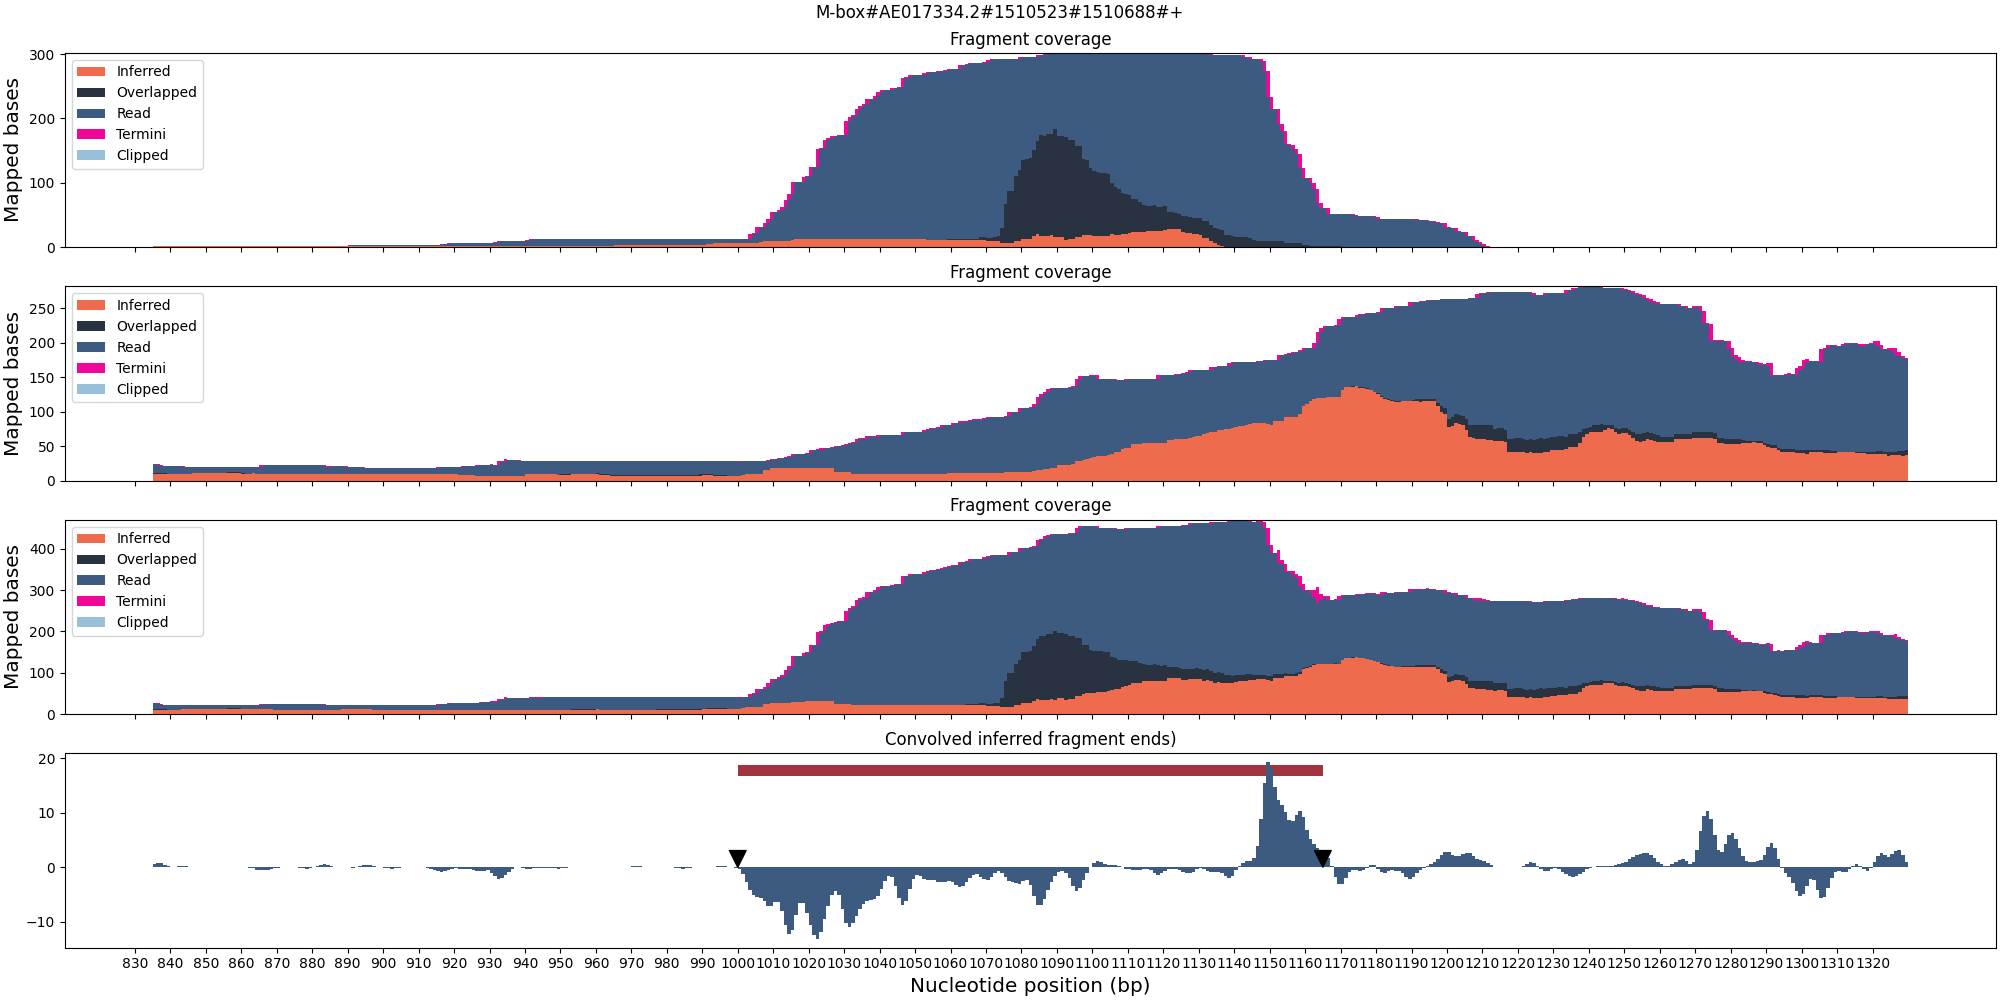 M-box#AE017334.2#1510523#1510688#+
Fragment coverage
Mapped bases
300
200
100
0
Inferred
Overlapped
Read
Termini
Clipped
Fragment coverage
Mapped bases
250
200
150
100
50
0
Inferred
Overlapped
Read
Termini
Clipped
Fragment coverage
Mapped bases
400
300
200
100
0
Inferred
Overlapped
Read
Termini
Clipped
Convolved inferred fragment ends)
20
10
0
−10
830 840 850 860 870 880 890 900 910 920 930 940 950 960 970 980 990 1000 1010 1020 1030 1040 1050 1060 1070 1080 1090 1100 1110 1120 1130 1140 1150 1160 1170 1180 1190 1200 1210 1220 1230 1240 1250 1260 1270 1280 1290 1300 1310 1320
Nucleotide position (bp)